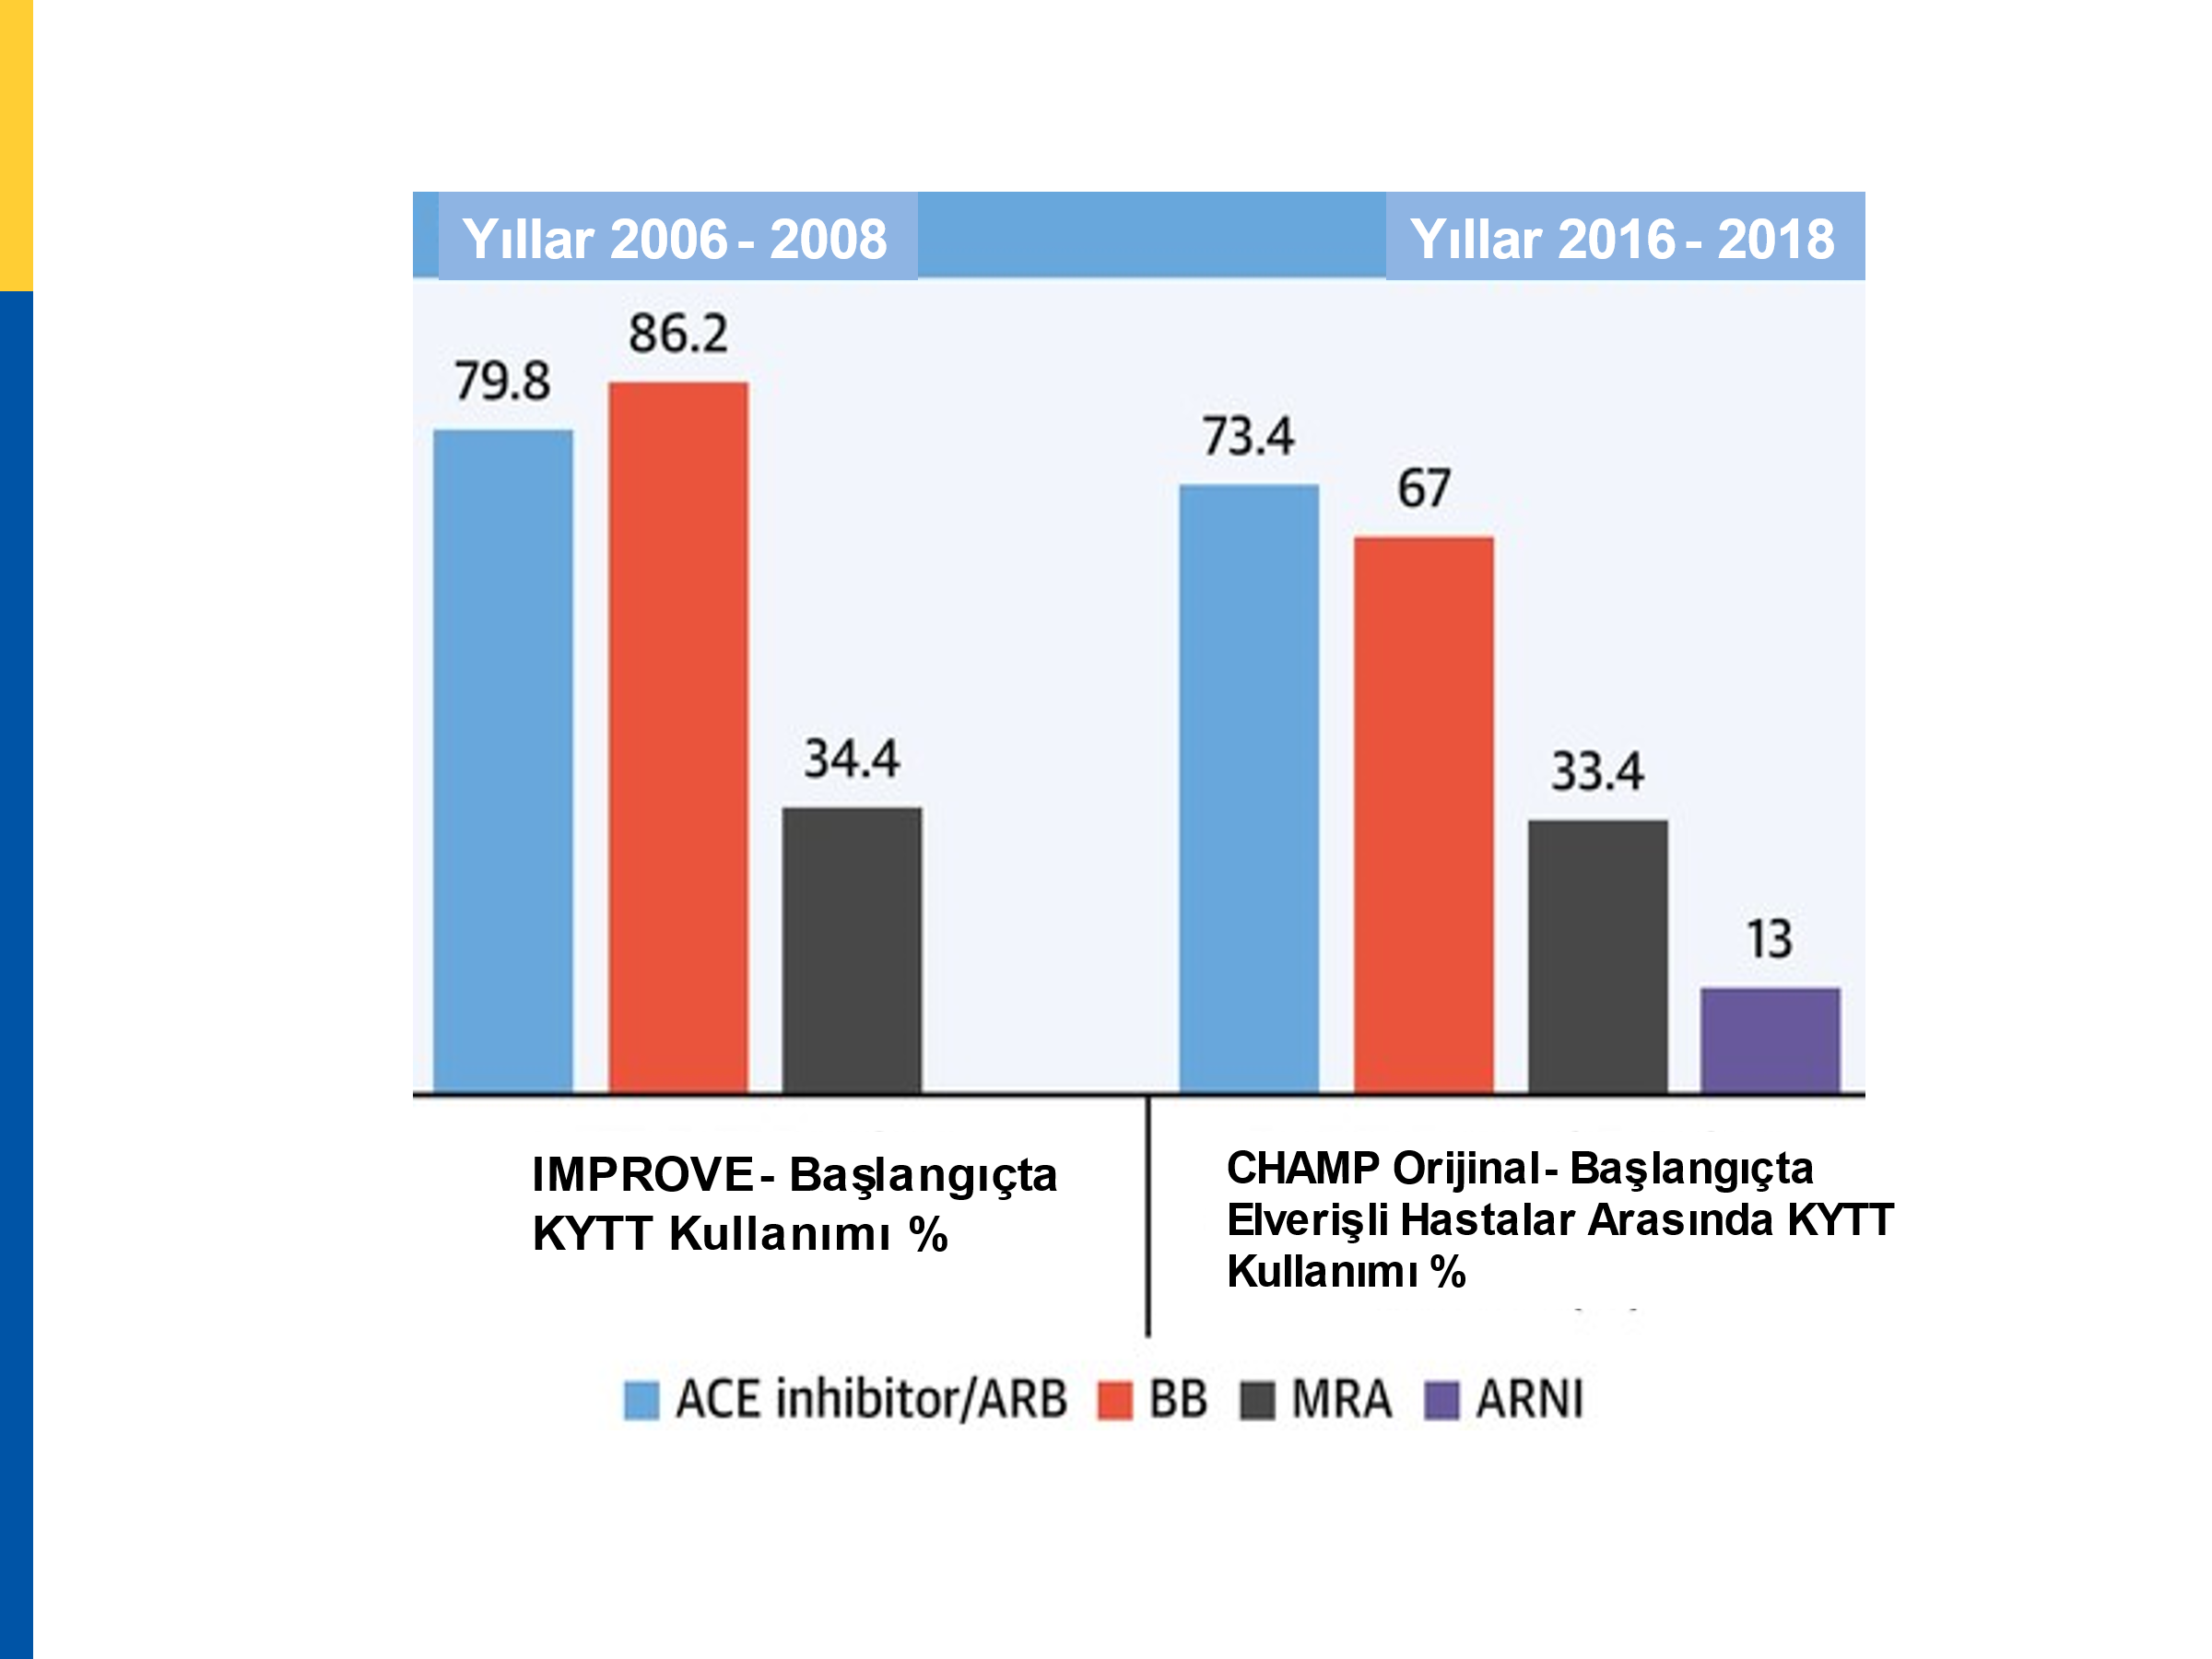 Yıllar 2006 - 2008
Yıllar 2016 - 2018
79.8
86.2
34.4
73.4
67
33.4
13
IMPROVE - Başlangıçta
KYTT Kullanımı %
CHAMP Orijinal - Başlangıçta
Elverişli Hastalar Arasında KYTT
Kullanımı %
ACE inhibitor/ARB BB MRA ARNI